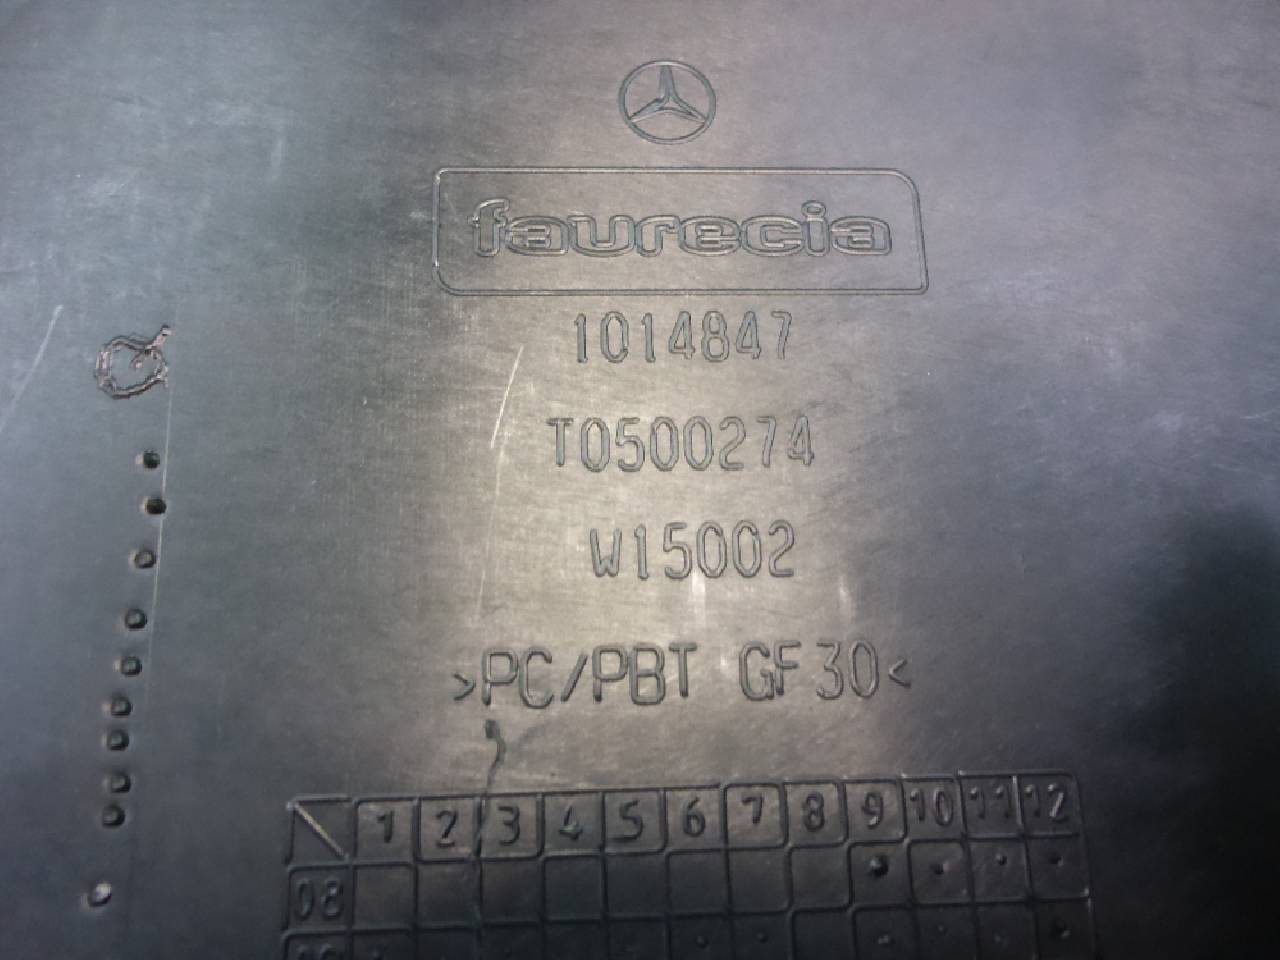 faurecia
1014847
T0500274
W15002
>PC/PBT GF30<
1 2 3 4 5 6 7 8 9 10 11 12
08